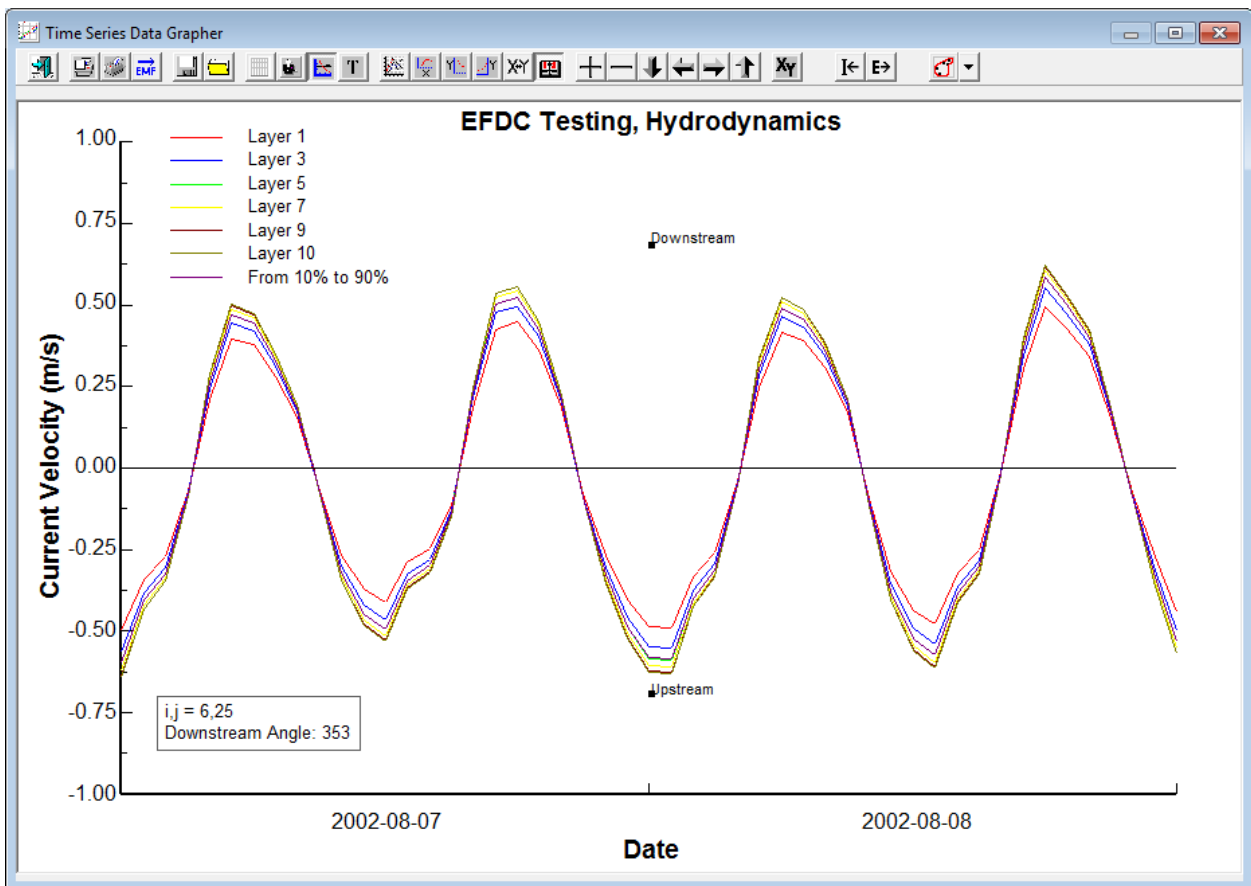 Time Series Data Grapher
EMF
T
X+Y
XY
I←
E→
EFDC Testing, Hydrodynamics
Layer 1
Layer 3
Layer 5
Layer 7
Layer 9
Layer 10
From 10% to 90%
1.00
0.75
0.50
0.25
0.00
-0.25
-0.50
-0.75
-1.00
Current Velocity (m/s)
Downstream
Upstream
i,j = 6,25
Downstream Angle: 353
2002-08-07
2002-08-08
Date